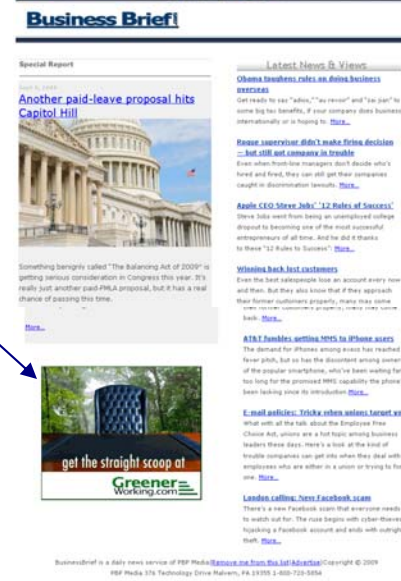 Business Brief!
Special Report
Another paid-leave proposal hits
Capitol Hill
Something benignly called "The Balancing Act of 2009" is
getting serious consideration in Congress this year. It's
really just another paid-FMLA proposal, but it has a real
chance of passing this time.
More...
get the straight scoop at
Greener
Working.com
Latest News & Views
Obama toughens rules on doing business
overseas
Get ready to say "adios," "au revoir" and "zai jian" to
some big tax benefits, if your company does business
internationally or is hoping to. More...
Rogue supervisor didn't make firing decision
— but still got company in trouble
Even when front-line managers don't decide who's
hired and fired, they can still get their companies
caught in discrimination lawsuits. More...
Apple CEO Steve Jobs' '12 Rules of Success'
Steve Jobs went from being an unemployed college
dropout to becoming one of the most successful
entrepreneurs of all time. And he did it thanks
to these "12 Rules to Success": More...
Winning back lost customers
Even the best salespeople lose an account every now
and then. But they also know that if they approach
their former customers properly, many may come
back. More...
AT&T fumbles getting MMS to iPhone users
The demand for iPhones among execs has reached
fever pitch, but so has the discontent among owners
of the popular smartphone, who've been waiting far
too long for the promised MMS capability the phone's
been lacking since its introduction. More...
E-mail policies: Tricky when unions target you
What with all the talk about the Employee Free
Choice Act, unions are a hot topic among business
leaders these days. Here's a look at the kind of
trouble companies can get into when they deal with
employees who are either in a union or trying to form
one. More...
London calling: New Facebook scam
There's a new Facebook scam that everyone needs
to watch out for. The ruse begins with cyber-thieves
hijacking a Facebook account and ends with outright
theft. More...
BusinessBrief is a daily news service of PBP Media|Remove me from this list|Advertise|Copyright © 2009
PBP Media 370 Technology Drive Malvern, PA 19355 1-800-720-5854